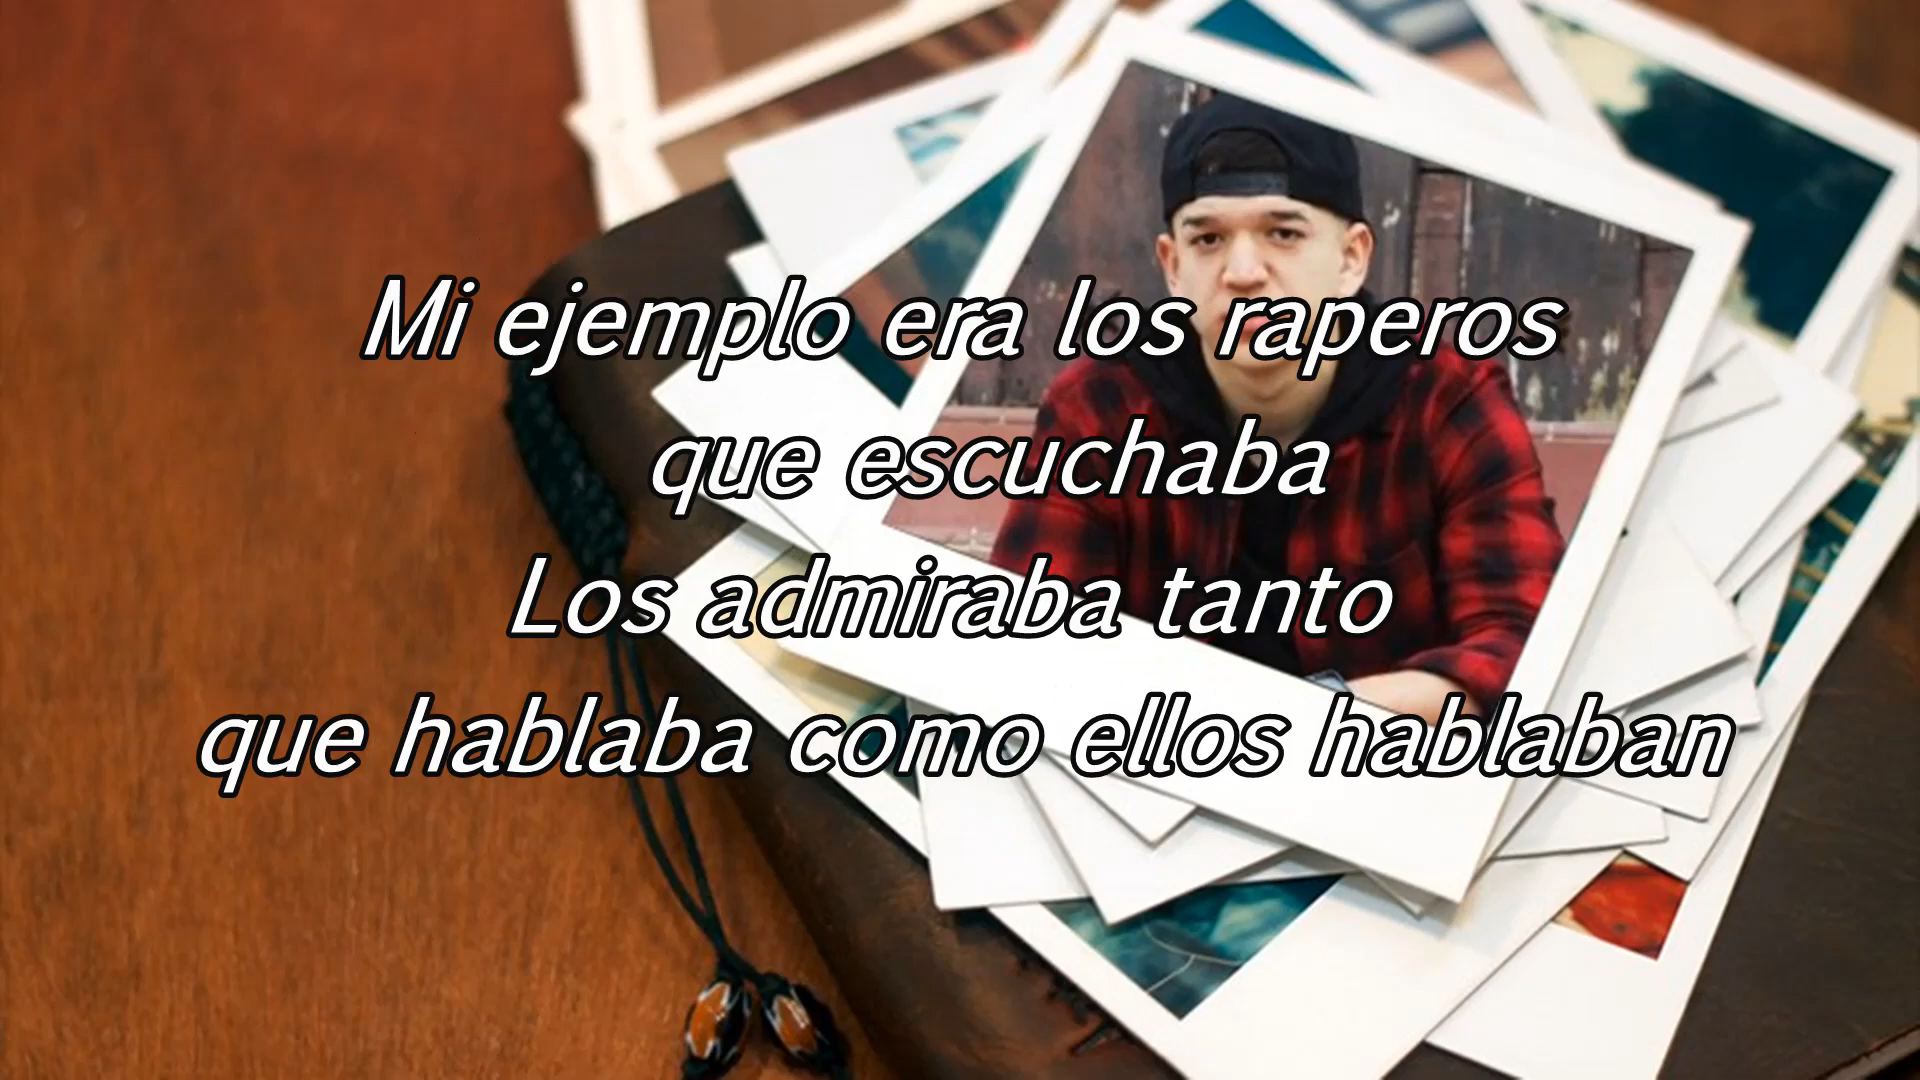 Mi ejemplo era los raperos
que escuchaba
Los admiraba tanto
que hablaba como ellos hablaban